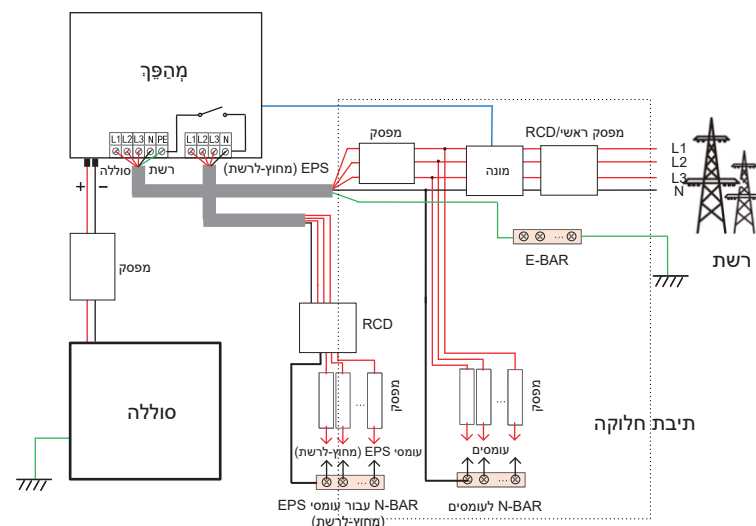 מְהַפֵּךְ
L1 L2 L3 N PE
L1 L2 L3 N
סוללה
רשת
EPS (מחוץ-לרשת)
מפסק
מונה
מפסק ראשי/RCD
L1
L2
L3
N
רשת
E-BAR
+
−
מפסק
סוללה
RCD
...
מפסק
עומסי EPS (מחוץ-לרשת)
N-BAR עבור עומסי EPS
(מחוץ-לרשת)
...
...
מפסק
עומסים
...
N-BAR לעומסים
תיבת חלוקה